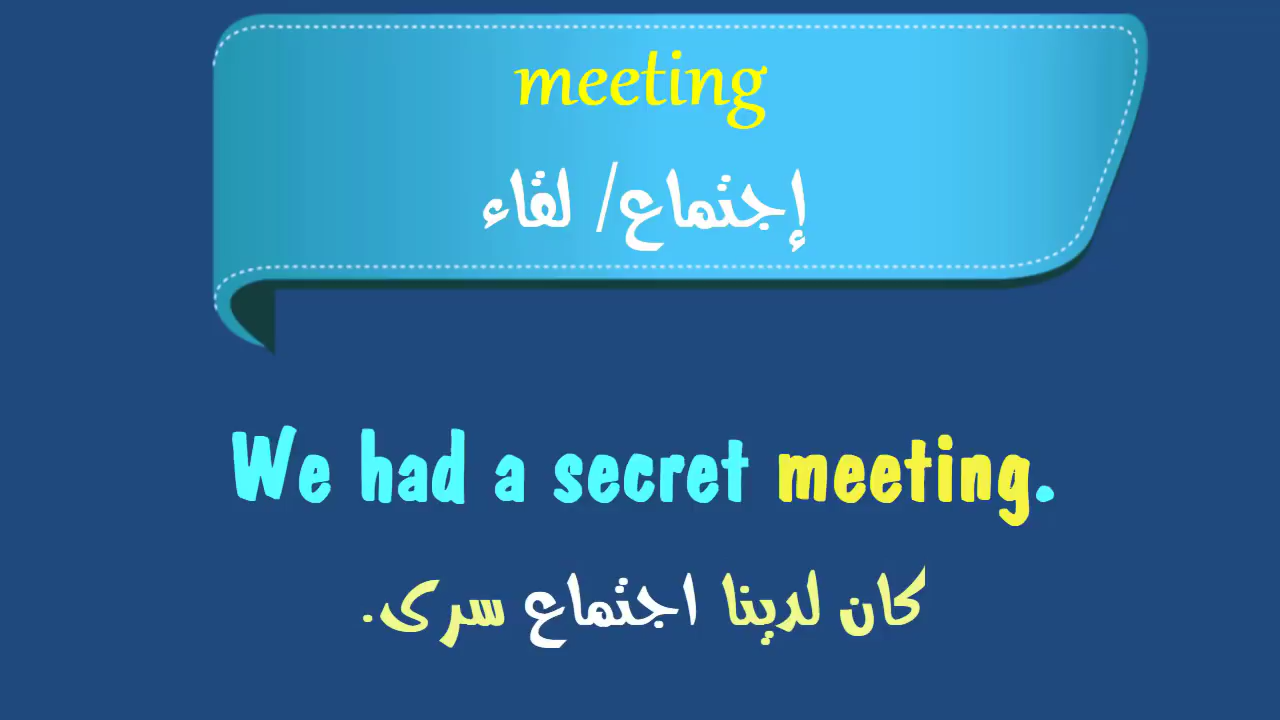 meeting
إجتماع/ لقاء
We had a secret meeting.
كان لدينا اجتماع سرى.